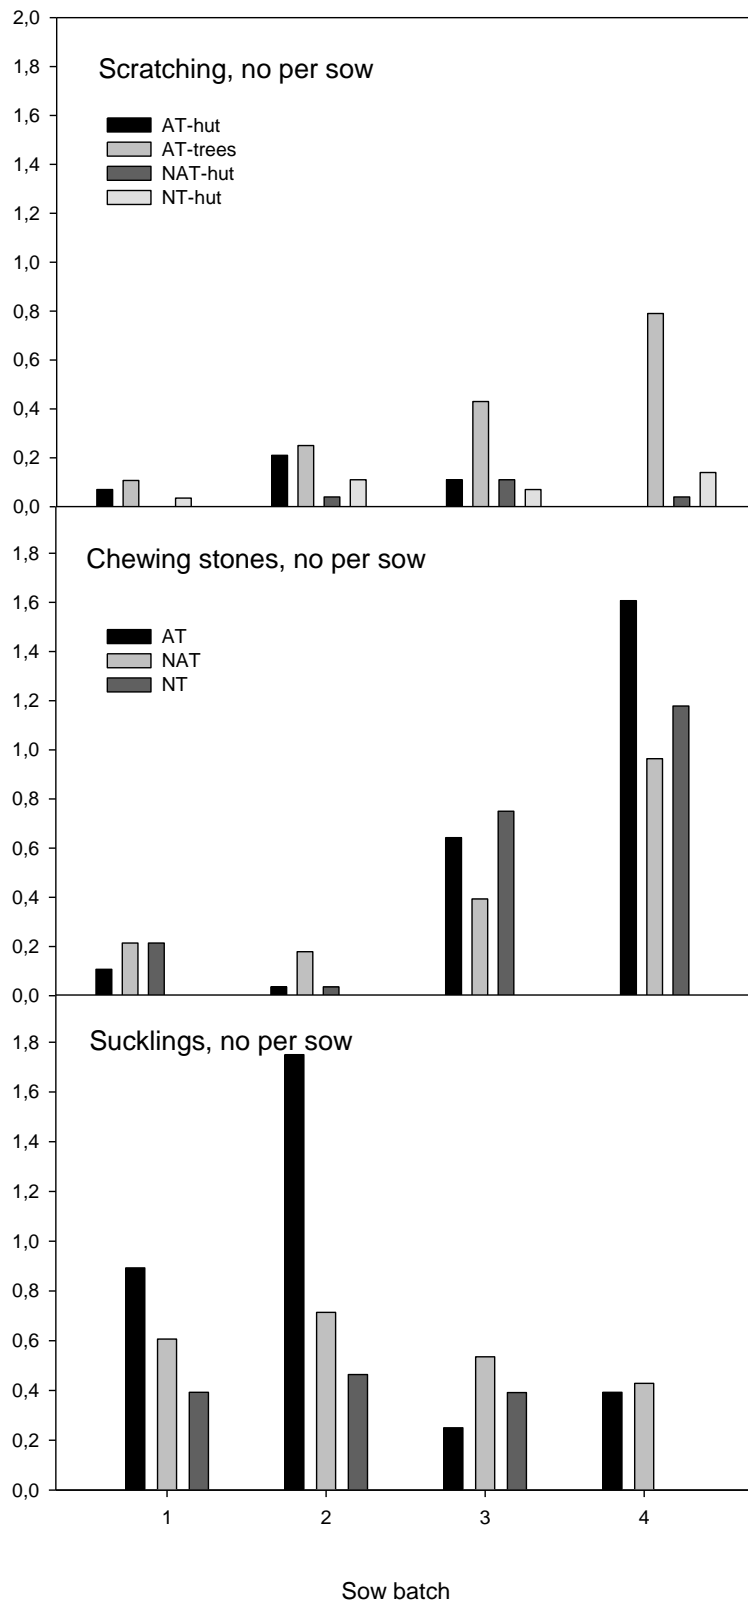 2,0
Scratching, no per sow
1,8
1,6
AT-hut
AT-trees
1,4
NAT-hut
NT-hut
1,2
1,0
0,8
0,6
0,4
0,2
0,0
Chewing stones, no per sow
1,8
1,6
AT
1,4
NAT
NT
1,2
1,0
0,8
0,6
0,4
0,2
0,0
Sucklings, no per sow
1,8
1,6
1,4
1,2
1,0
0,8
0,6
0,4
0,2
0,0
1 2 3 4
Sow batch